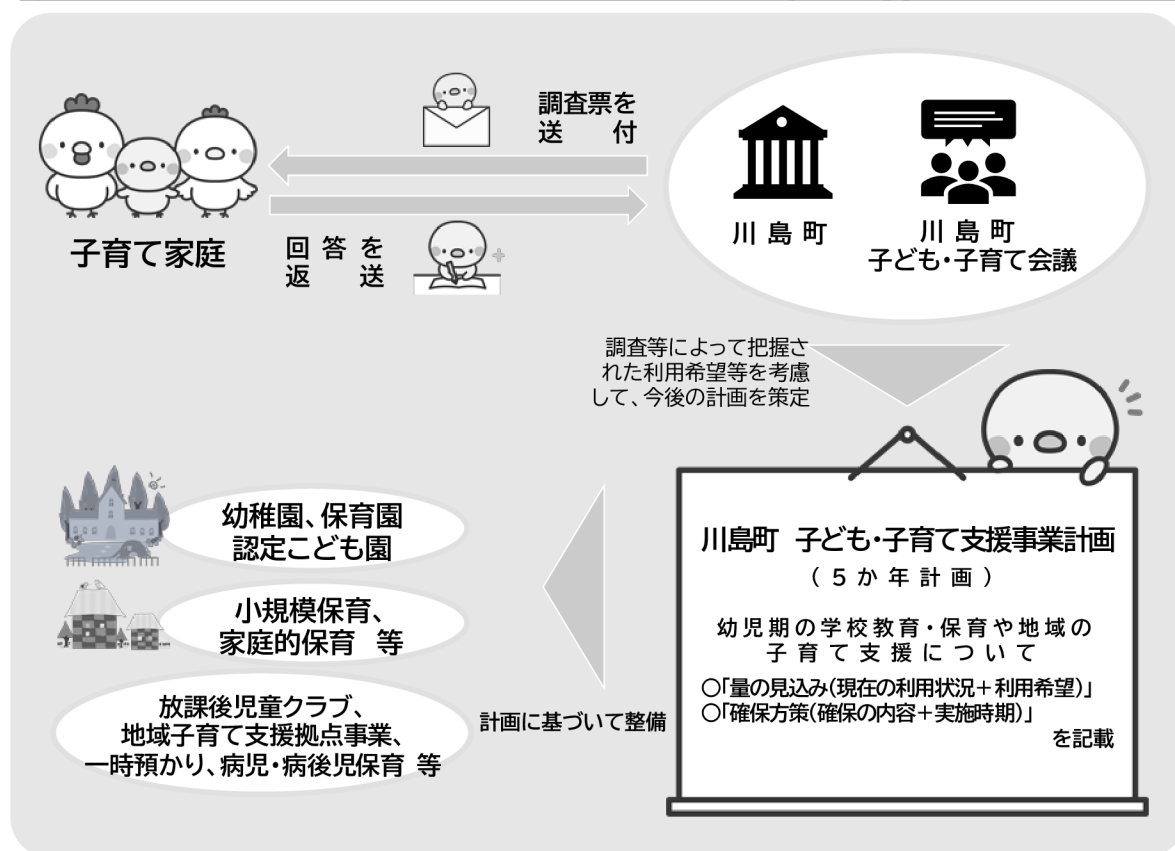 調査票を
送　　付
子育て家庭
回 答 を
返　　送
川 島 町
川 島 町
子ども・子育て会議
調査等によって把握さ
れた利用希望等を考慮
して、今後の計画を策定
川島町　子ども・子育て支援事業計画
（ ５ か 年 計 画 ）
幼児期の学校教育・保育や地域の
子 育 て 支 援 に つ い て
○「量の見込み（現在の利用状況＋利用希望）」
○「確保方策（確保の内容＋実施時期）」
を記載
計画に基づいて整備
幼稚園、保育園
認定こども園
小規模保育、
家庭的保育　等
放課後児童クラブ、
地域子育て支援拠点事業、
一時預かり、病児・病後児保育 等